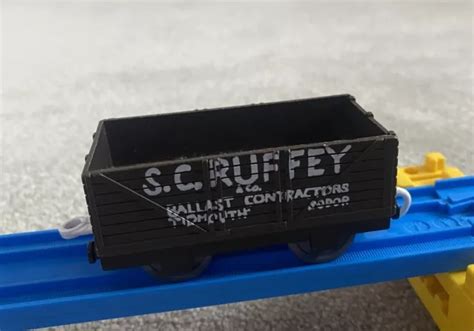 S.C. RUFFEY
& Co.
BALLAST CONTRACTORS
TIDMOUTH SODOR